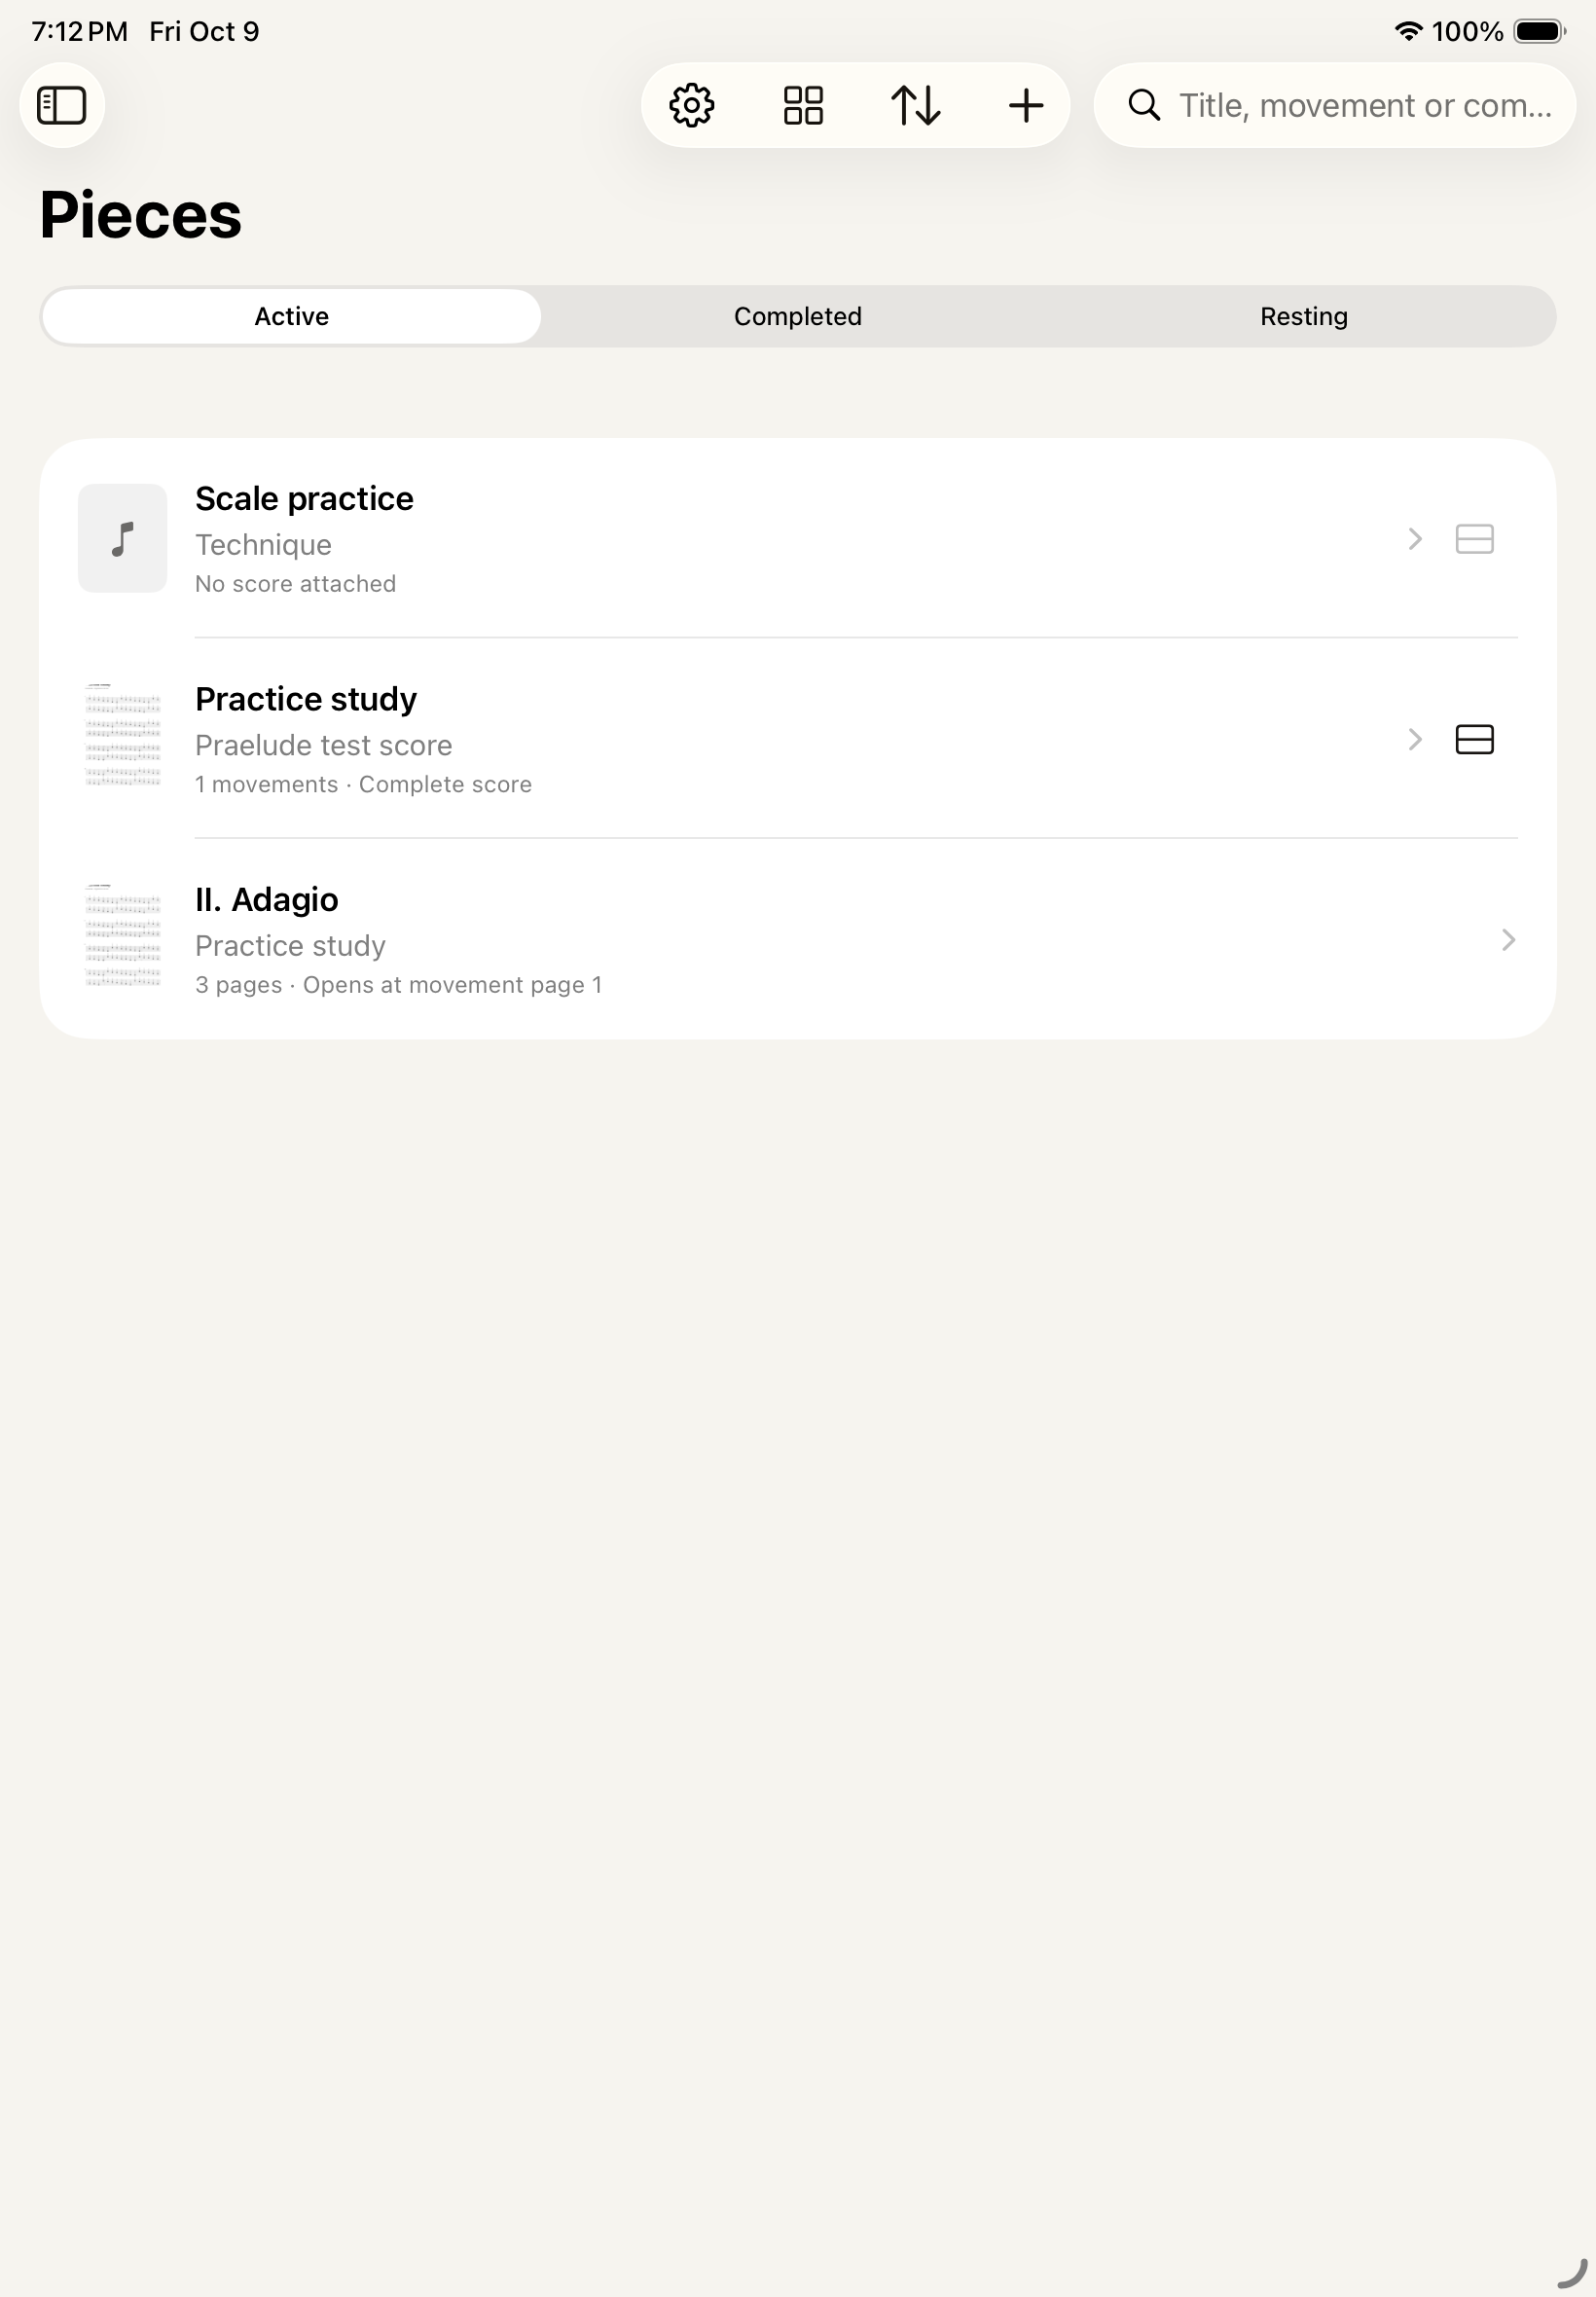 7:12 PM Fri Oct 9
100%
Title, movement or com...
Pieces
Active
Completed
Resting
Scale practice
Technique
No score attached
Practice study
Praelude test score
1 movements · Complete score
II. Adagio
Practice study
3 pages · Opens at movement page 1